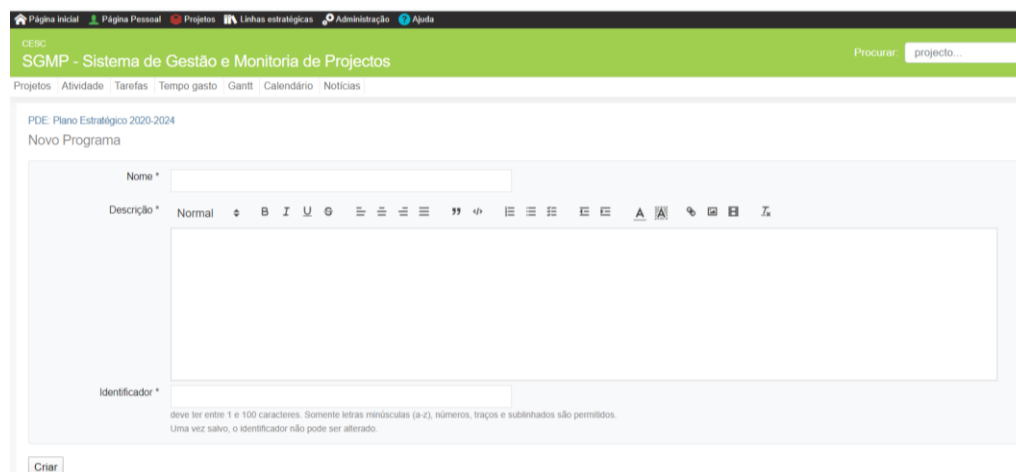 Página inicial Página Pessoal Projetos Linhas estratégicas Administração Ajuda
CESC
SGMP - Sistema de Gestão e Monitoria de Projectos
Procurar: projecto...
Projetos Atividade Tarefas Tempo gasto Gantt Calendário Notícias
PDE: Plano Estratégico 2020-2024
Novo Programa
Nome *
Descrição *
Normal B I U S A A
Identificador *
deve ter entre 1 e 100 caracteres. Somente letras minúsculas (a-z), números, traços e sublinhados são permitidos.
Uma vez salvo, o identificador não pode ser alterado.
Criar